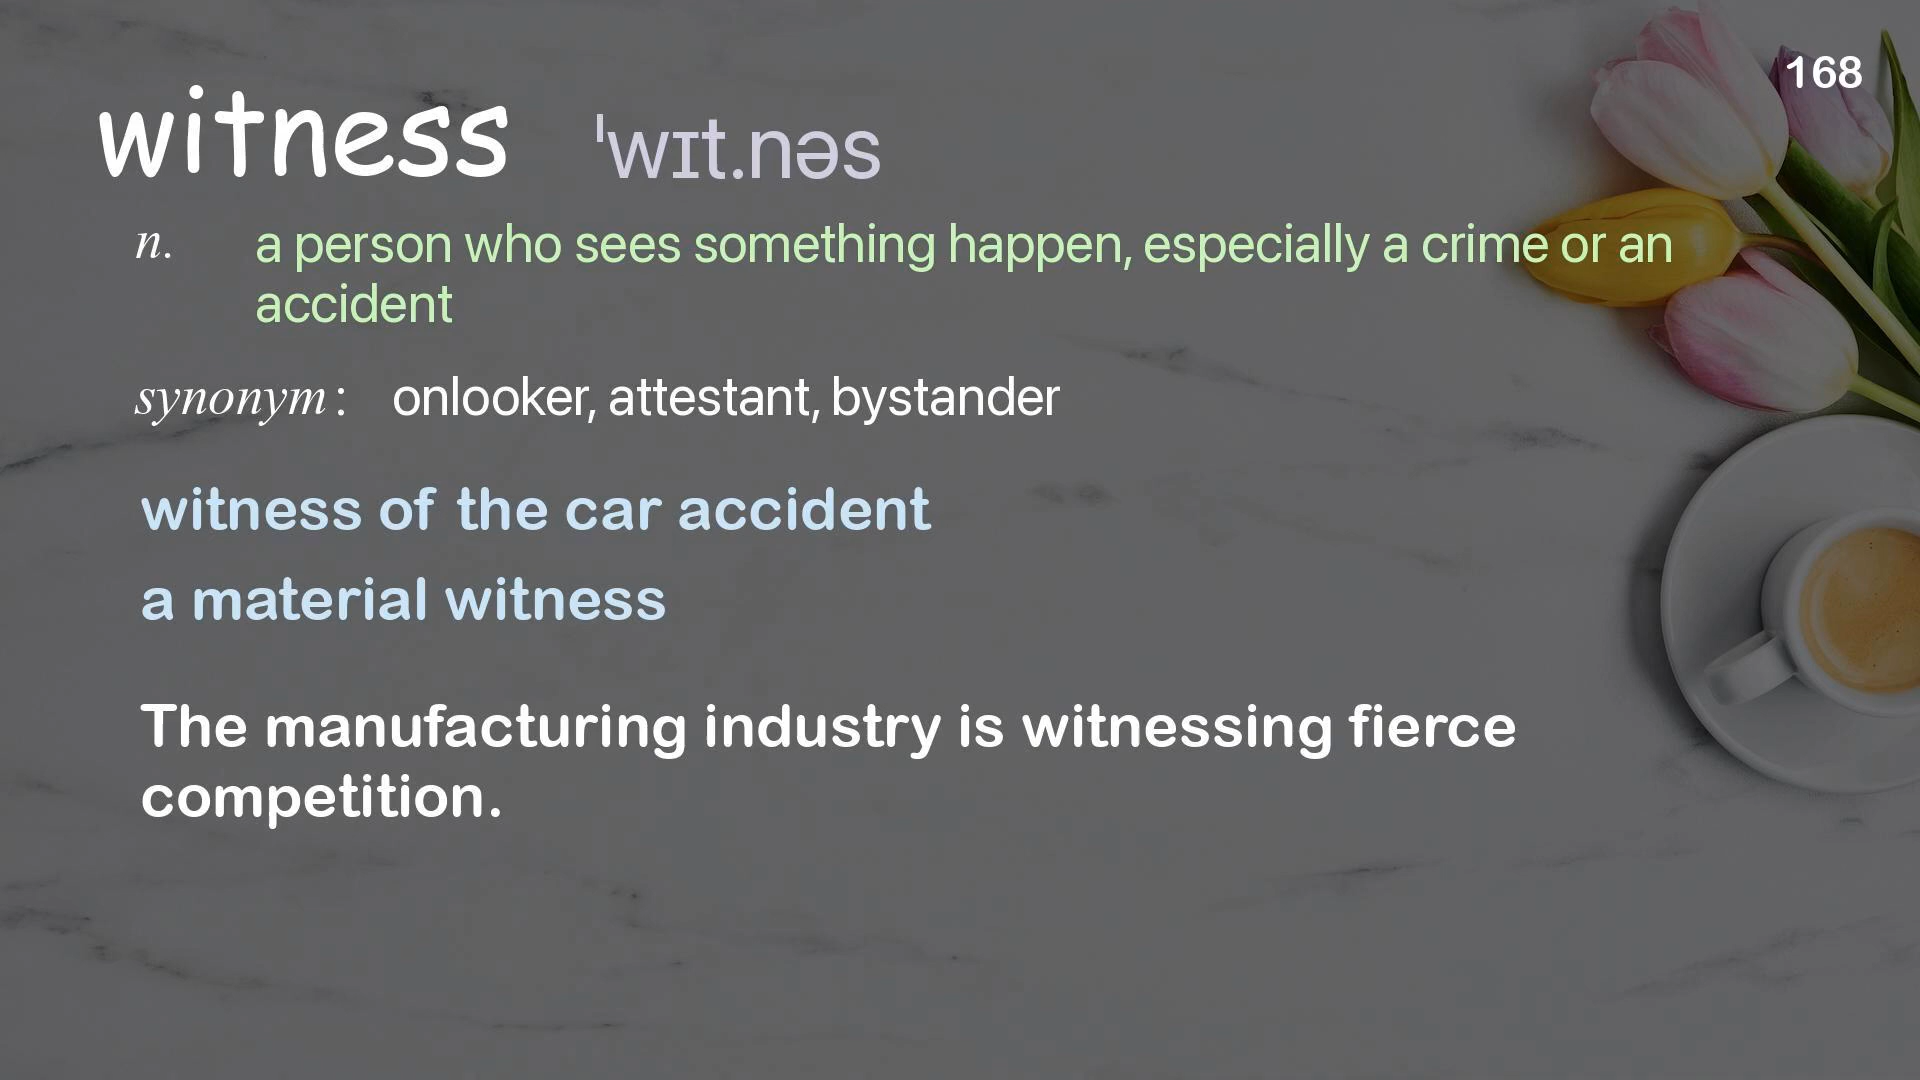 168
witness ˈwɪt.nəs
n. a person who sees something happen, especially a crime or an
accident
synonym: onlooker, attestant, bystander
witness of the car accident
a material witness
The manufacturing industry is witnessing fierce
competition.